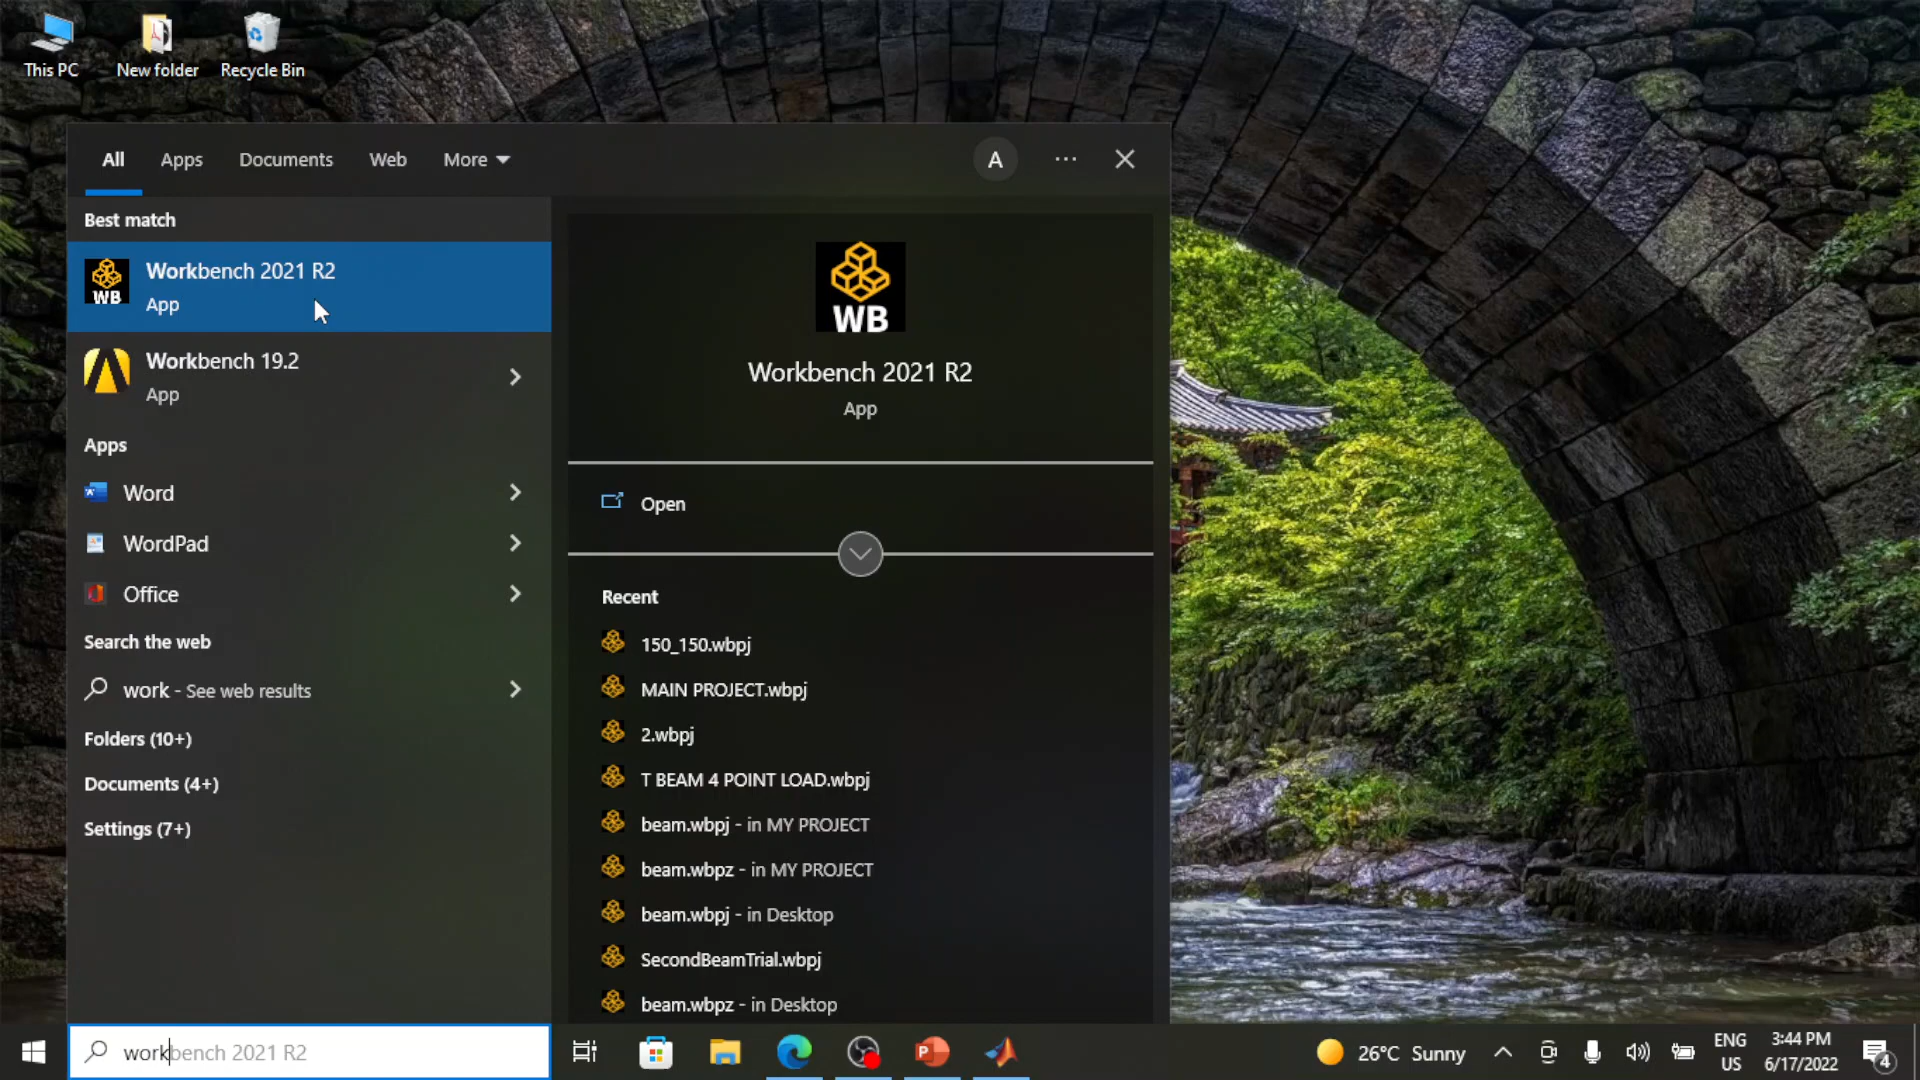 This PC
New folder
Recycle Bin
All
Apps
Documents
Web
More
A
Best match
Workbench 2021 R2
App
Workbench 19.2
App
Apps
Word
WordPad
Office
Search the web
work - See web results
Folders (10+)
Documents (4+)
Settings (7+)
WB
WB
Workbench 2021 R2
App
Open
Recent
150_150.wbpj
MAIN PROJECT.wbpj
2.wbpj
T BEAM 4 POINT LOAD.wbpj
beam.wbpj - in MY PROJECT
beam.wbpz - in MY PROJECT
beam.wbpj - in Desktop
SecondBeamTrial.wbpj
beam.wbpz - in Desktop
workbench 2021 R2
P
26°C Sunny
ENG
US
3:44 PM
6/17/2022
4